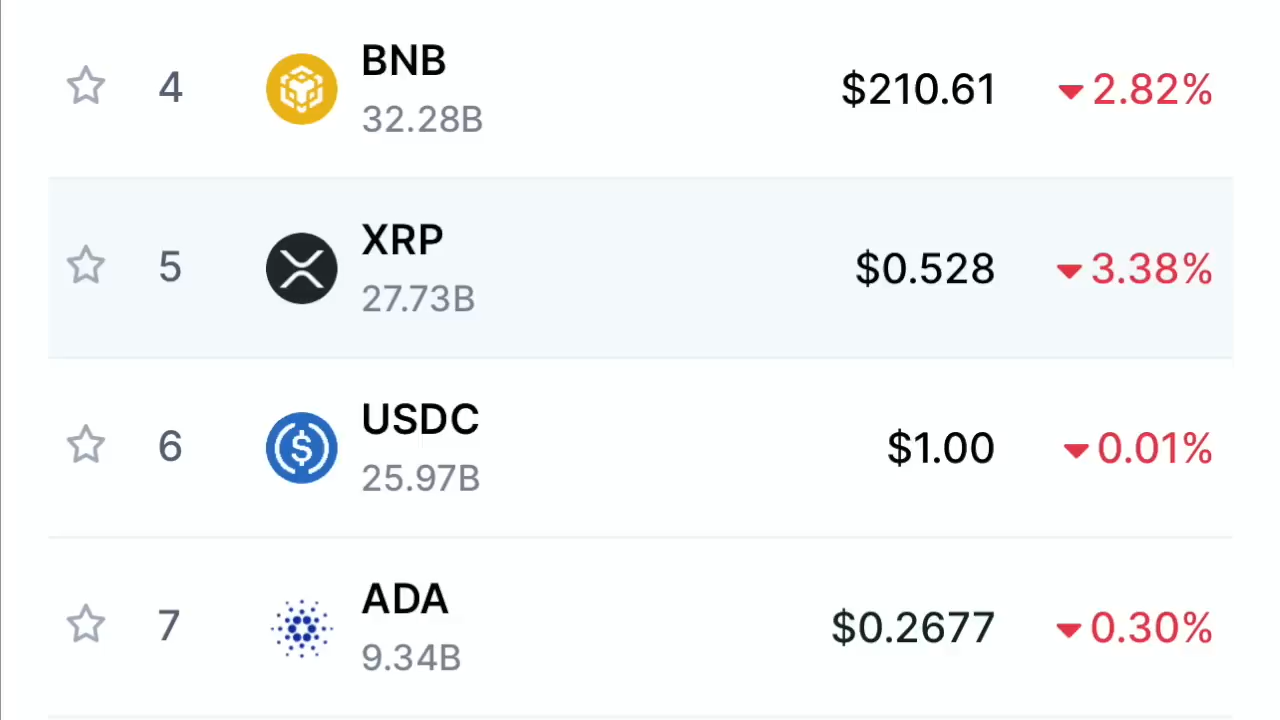 4 BNB $210.61 2.82%
32.28B
5 XRP $0.528 3.38%
27.73B
6 USDC $1.00 0.01%
25.97B
7 ADA $0.2677 0.30%
9.34B